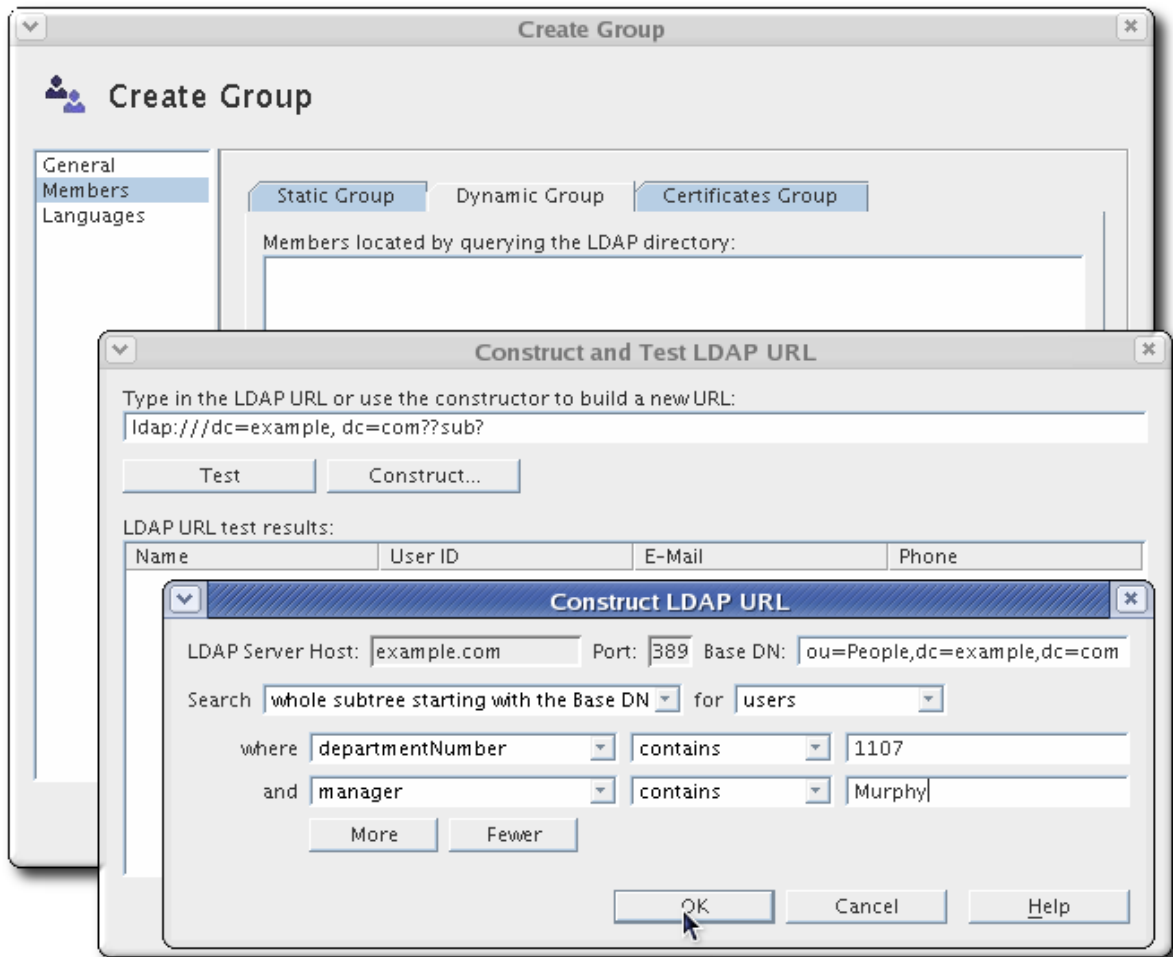 Create Group
Create Group
General
Members
Languages
Static Group Dynamic Group Certificates Group
Members located by querying the LDAP directory:
Construct and Test LDAP URL
Type in the LDAP URL or use the constructor to build a new URL:
ldap:///dc=example, dc=com??sub?
Test Construct...
LDAP URL test results:
Name User ID E-Mail Phone
Construct LDAP URL
LDAP Server Host: example.com Port: 389 Base DN: ou=People,dc=example,dc=com
Search whole subtree starting with the Base DN for users
where departmentNumber contains 1107
and manager contains Murphy
More Fewer
OK Cancel Help